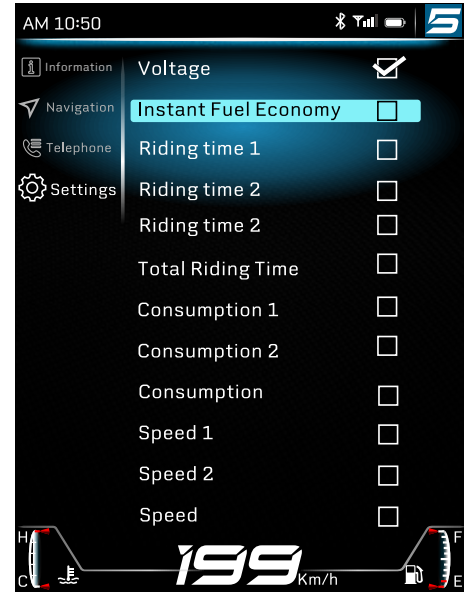 AM 10:50
S
Information
Navigation
Telephone
Settings
Voltage
Instant Fuel Economy
Riding time 1
Riding time 2
Riding time 2
Total Riding Time
Consumption 1
Consumption 2
Consumption
Speed 1
Speed 2
Speed
H
C
199 Km/h
F
E